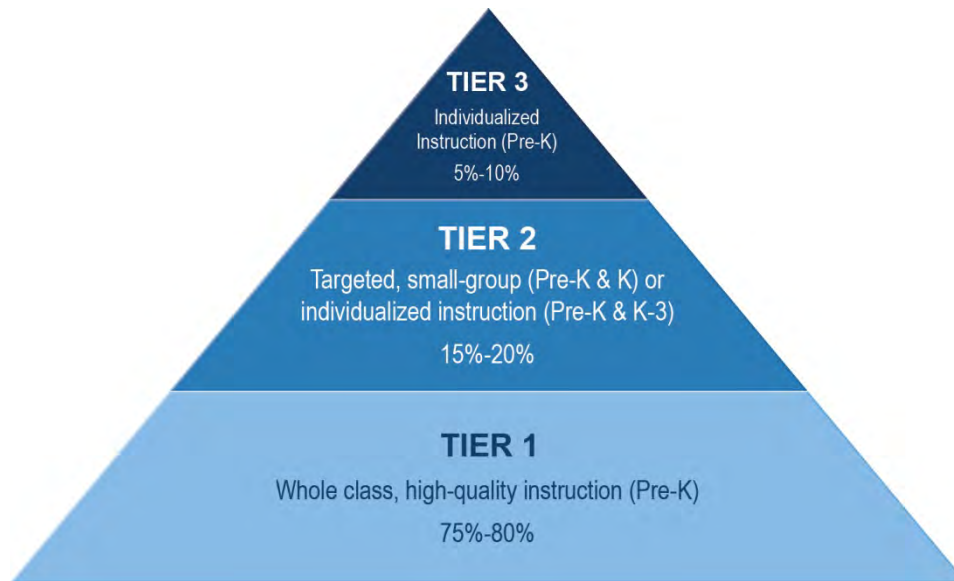 TIER 3
Individualized
Instruction (Pre-K)
5%-10%
TIER 2
Targeted, small-group (Pre-K & K) or
individualized instruction (Pre-K & K-3)
15%-20%
TIER 1
Whole class, high-quality instruction (Pre-K)
75%-80%